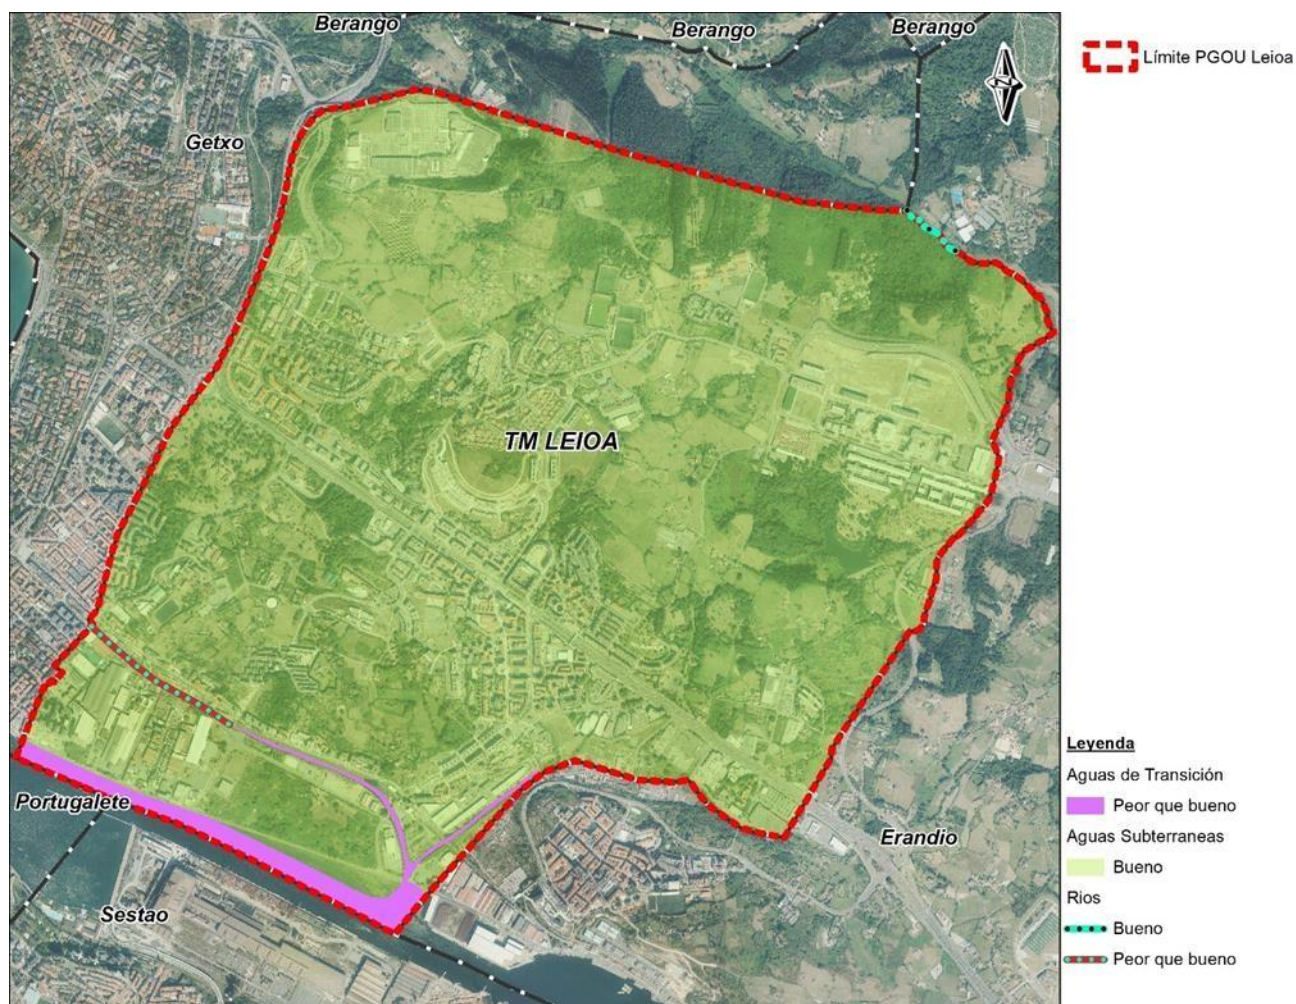 Berango
Berango
Berango
Límite PGOU Leioa
Getxo
TM LEIOA
Portugalete
Erandio
Sestao
Leyenda
Aguas de Transición
Peor que bueno
Aguas Subterraneas
Bueno
Rios
Bueno
Peor que bueno